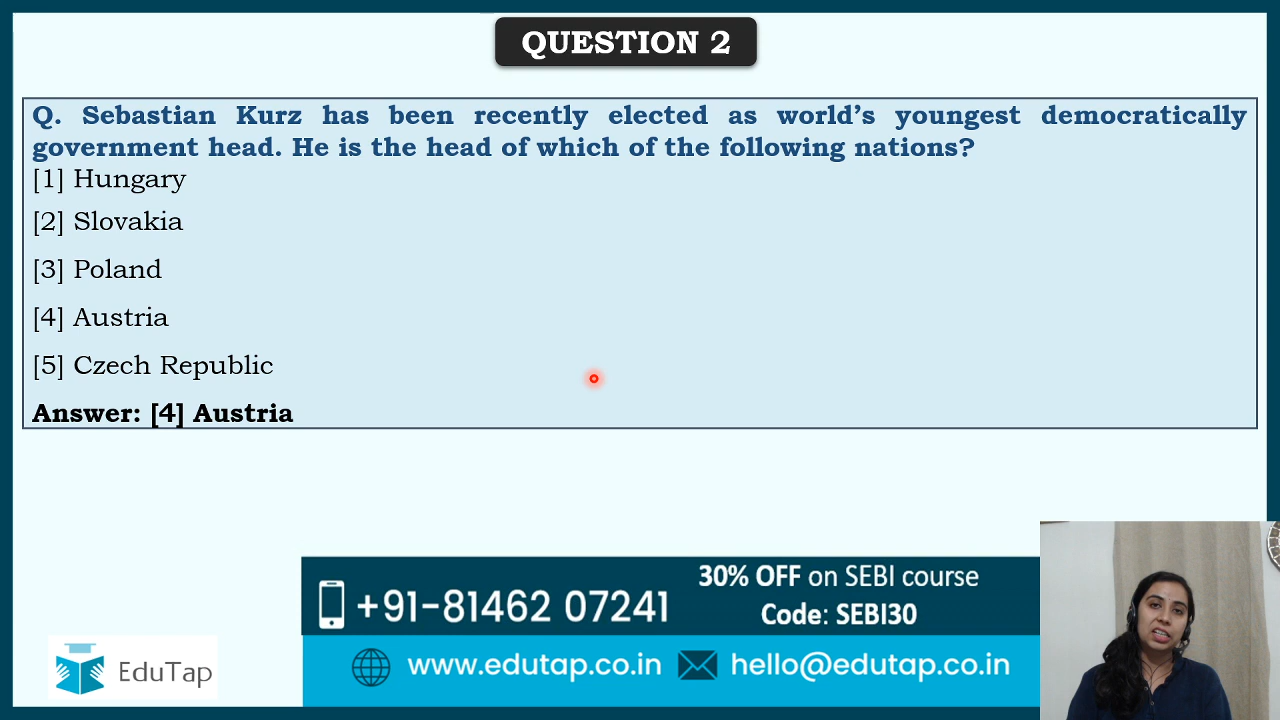 QUESTION 2
Q. Sebastian Kurz has been recently elected as world’s youngest democratically
government head. He is the head of which of the following nations?
[1] Hungary
[2] Slovakia
[3] Poland
[4] Austria
[5] Czech Republic
Answer: [4] Austria
30% OFF on SEBI course
+91-81462 07241
Code: SEBI30
EduTap
www.edutap.co.in
hello@edutap.co.in